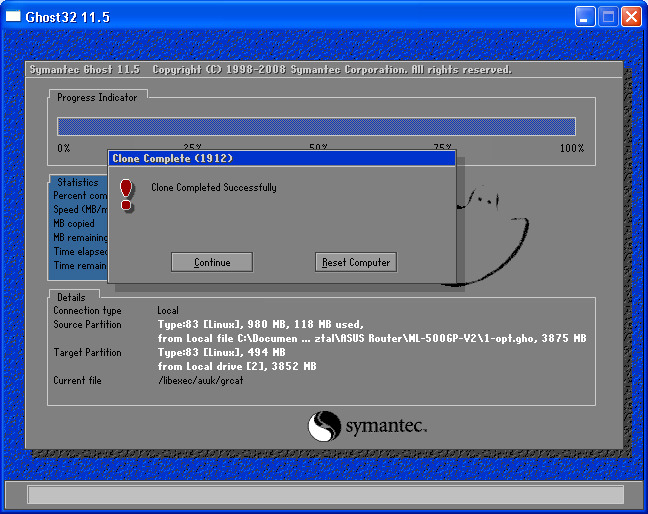 Ghost32 11.5
Symantec Ghost 11.5 Copyright (C) 1998-2008 Symantec Corporation. All rights reserved.
Progress Indicator
0% 25% 50% 75% 100%
Clone Complete (1912)
Clone Completed Successfully
Continue Reset Computer
Statistics
Percent com
Speed (MB/m
MB copied
MB remaining
Time elapsed
Time remain
Details
Connection type Local
Source Partition Type:83 [Linux], 980 MB, 118 MB used,
from Local file C:\Documen ... ztal\ASUS Router\WL-500GP-V2\1-opt.gho, 3875 MB
Target Partition Type:83 [Linux], 494 MB
from Local drive [2], 3852 MB
Current file /libexec/awk/grcat
symantec.